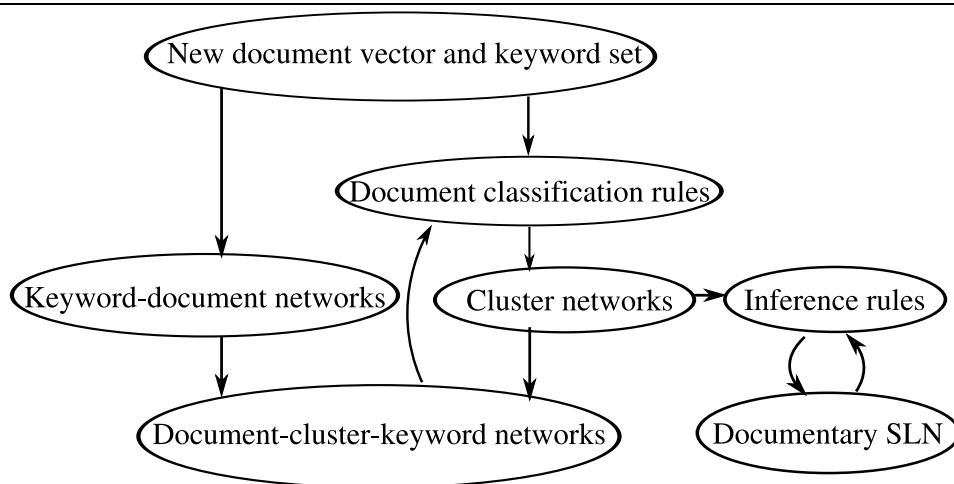 New document vector and keyword set
Document classification rules
Keyword-document networks
Cluster networks
Inference rules
Document-cluster-keyword networks
Documentary SLN